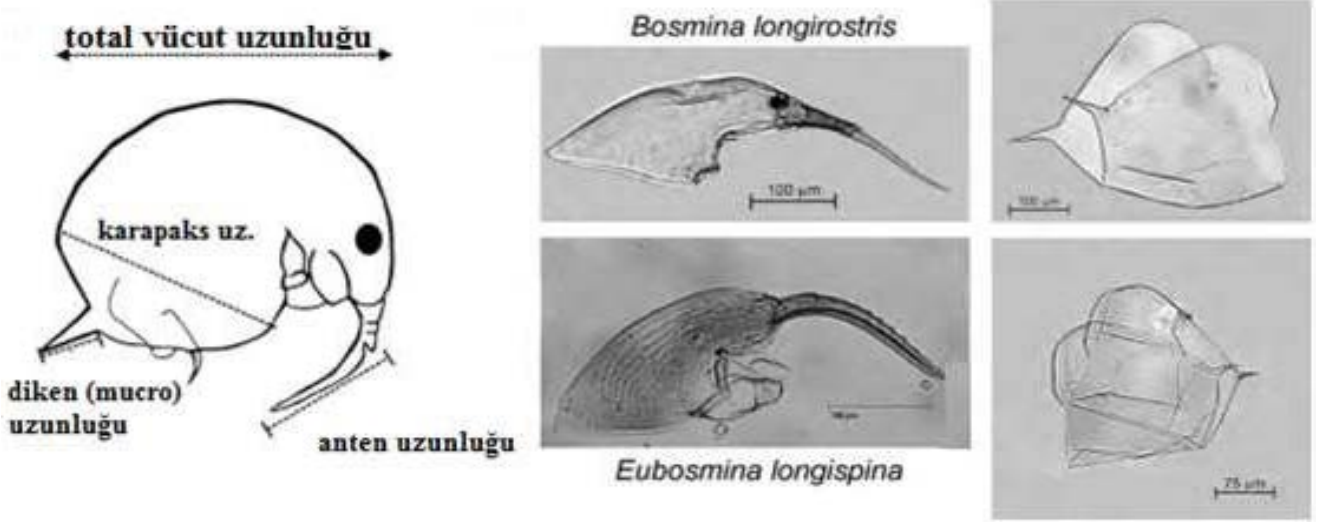 total vücut uzunluğu
karapaks uz.
diken (mucro)
uzunluğu
anten uzunluğu
Bosmina longirostris
100 µm
Eubosmina longispina
100 µm
75 µm